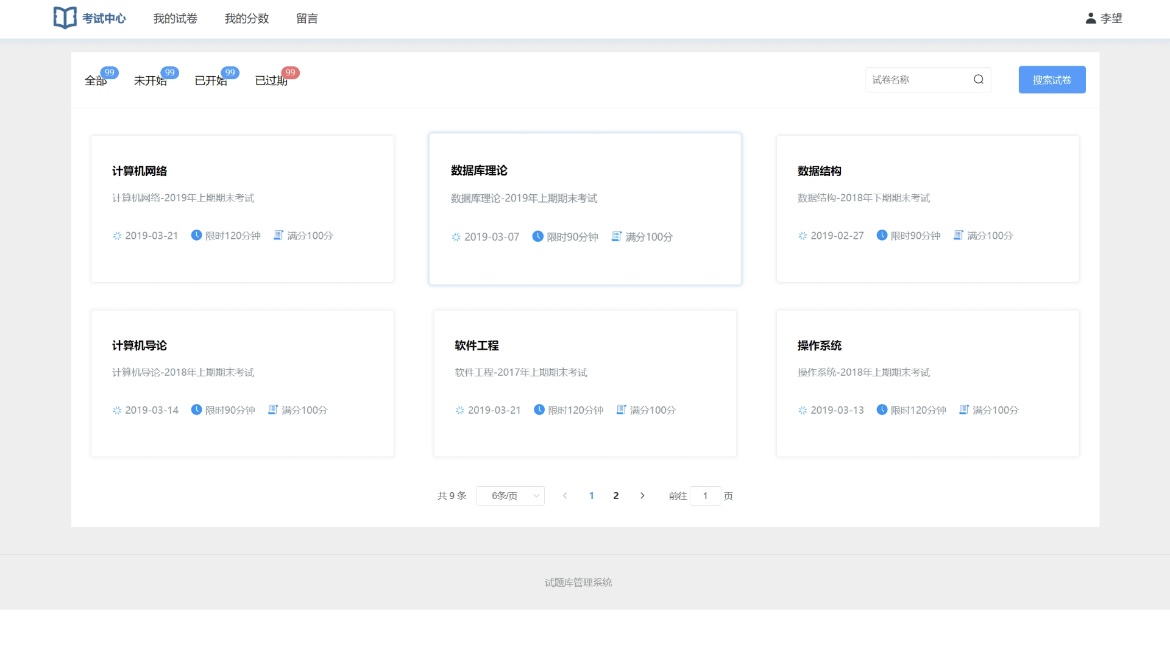 考试中心 我的试卷 我的分数 留言 李望
全部 99 未开始 99 已开始 99 已过期 99 试卷名称 搜索试卷
计算机网络
计算机网络-2019年上期期末考试
2019-03-21 限时120分钟 满分100分
数据库理论
数据库理论-2019年上期期末考试
2019-03-07 限时90分钟 满分100分
数据结构
数据结构-2018年下期期末考试
2019-02-27 限时90分钟 满分100分
计算机导论
计算机导论-2018年上期期末考试
2019-03-14 限时90分钟 满分100分
软件工程
软件工程-2017年上期期末考试
2019-03-21 限时120分钟 满分100分
操作系统
操作系统-2018年上期期末考试
2019-03-13 限时120分钟 满分100分
共 9 条 6条/页 1 2 前往 1 页
试题库管理系统